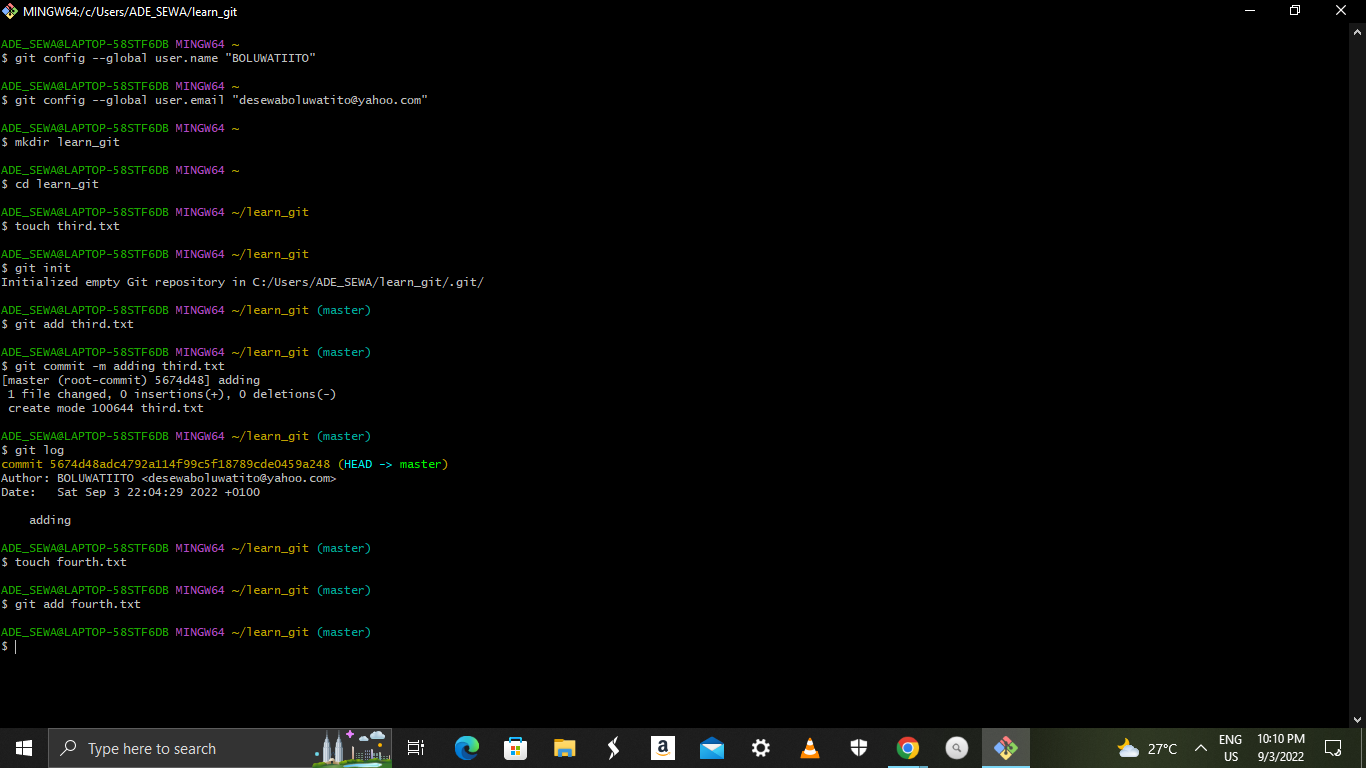 MINGW64:/c/Users/ADE_SEWA/learn_git
ADE_SEWA@LAPTOP-58STF6DB MINGW64 ~
$ git config --global user.name "BOLUWATIITO"
ADE_SEWA@LAPTOP-58STF6DB MINGW64 ~
$ git config --global user.email "desewaboluwatito@yahoo.com"
ADE_SEWA@LAPTOP-58STF6DB MINGW64 ~
$ mkdir learn_git
ADE_SEWA@LAPTOP-58STF6DB MINGW64 ~
$ cd learn_git
ADE_SEWA@LAPTOP-58STF6DB MINGW64 ~/learn_git
$ touch third.txt
ADE_SEWA@LAPTOP-58STF6DB MINGW64 ~/learn_git
$ git init
Initialized empty Git repository in C:/Users/ADE_SEWA/learn_git/.git/
ADE_SEWA@LAPTOP-58STF6DB MINGW64 ~/learn_git (master)
$ git add third.txt
ADE_SEWA@LAPTOP-58STF6DB MINGW64 ~/learn_git (master)
$ git commit -m adding third.txt
[master (root-commit) 5674d48] adding
 1 file changed, 0 insertions(+), 0 deletions(-)
 create mode 100644 third.txt
ADE_SEWA@LAPTOP-58STF6DB MINGW64 ~/learn_git (master)
$ git log
commit 5674d48adc4792a114f99c5f18789cde0459a248 (HEAD -> master)
Author: BOLUWATIITO <desewaboluwatito@yahoo.com>
Date:   Sat Sep 3 22:04:29 2022 +0100
    adding
ADE_SEWA@LAPTOP-58STF6DB MINGW64 ~/learn_git (master)
$ touch fourth.txt
ADE_SEWA@LAPTOP-58STF6DB MINGW64 ~/learn_git (master)
$ git add fourth.txt
ADE_SEWA@LAPTOP-58STF6DB MINGW64 ~/learn_git (master)
$
Type here to search
a
27°C
ENG
US
10:10 PM
9/3/2022